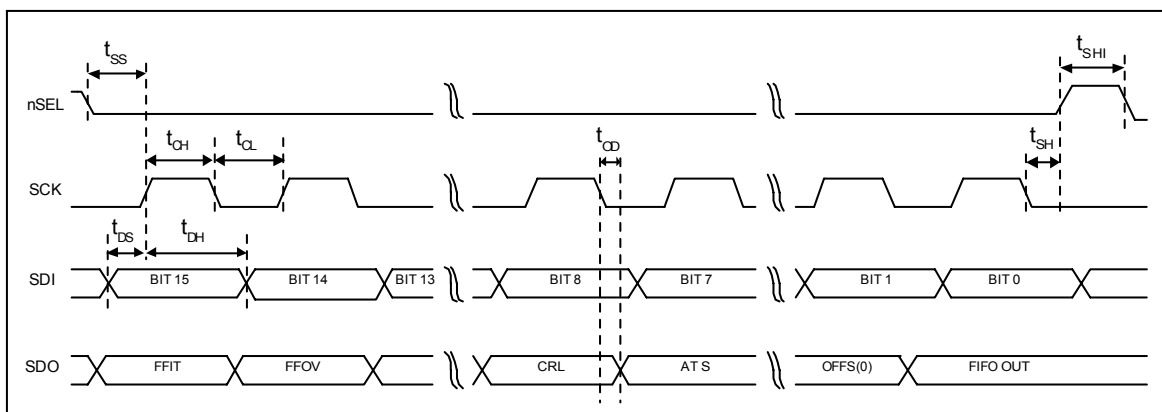 tSS
tSHI
nSEL
tCH
tCL
tOD
tSH
SCK
tDS
tDH
SDI
BIT 15
BIT 14
BIT 13
BIT 8
BIT 7
BIT 1
BIT 0
SDO
FFIT
FFOV
CRL
ATS
OFFS(0)
FIFO OUT